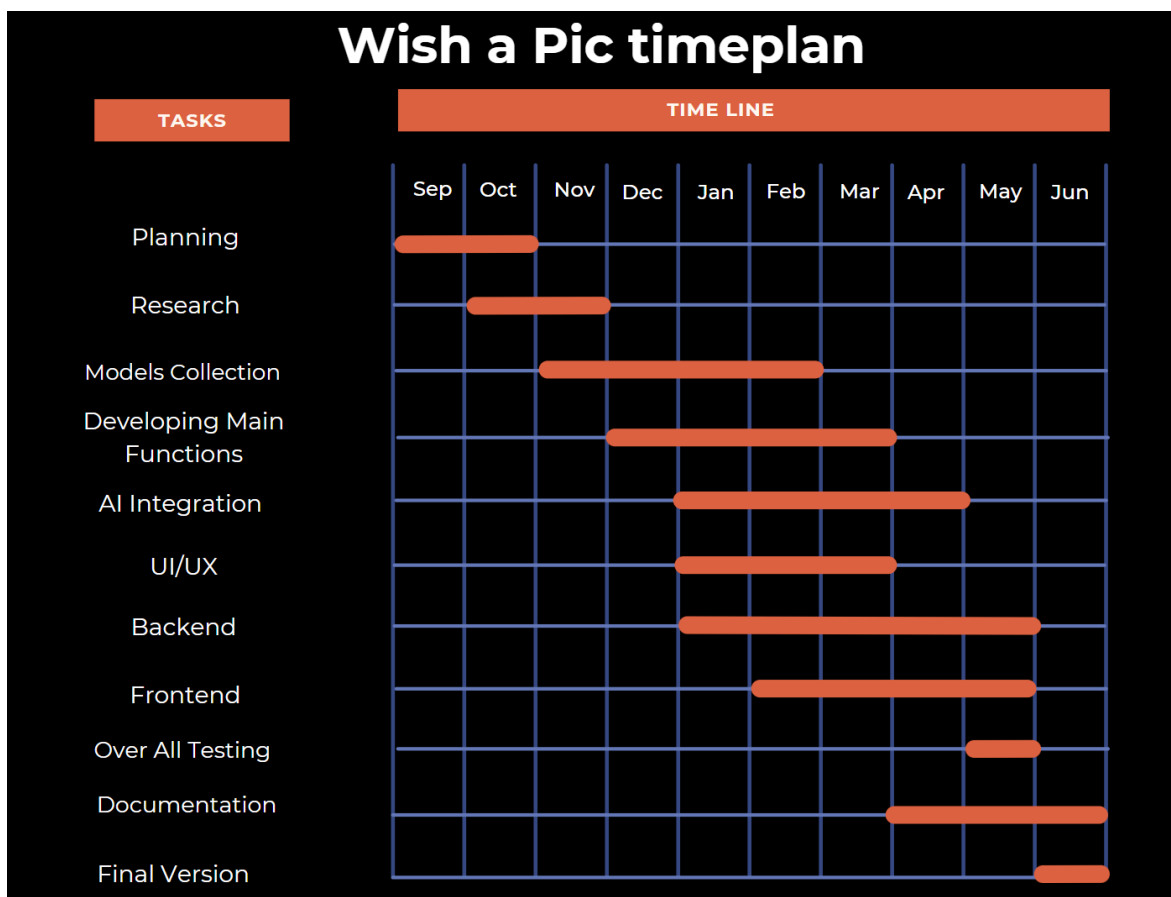 Wish a Pic timeplan
TASKS
TIME LINE
Sep Oct Nov Dec Jan Feb Mar Apr May Jun
Planning
Research
Models Collection
Developing Main
Functions
AI Integration
UI/UX
Backend
Frontend
Over All Testing
Documentation
Final Version